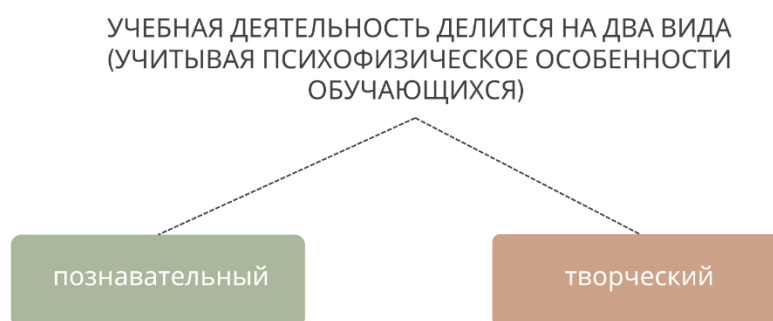 УЧЕБНАЯ ДЕЯТЕЛЬНОСТЬ ДЕЛИТСЯ НА ДВА ВИДА
(УЧИТЫВАЯ ПСИХОФИЗИЧЕСКОЕ ОСОБЕННОСТИ
ОБУЧАЮЩИХСЯ)
познавательный
творческий